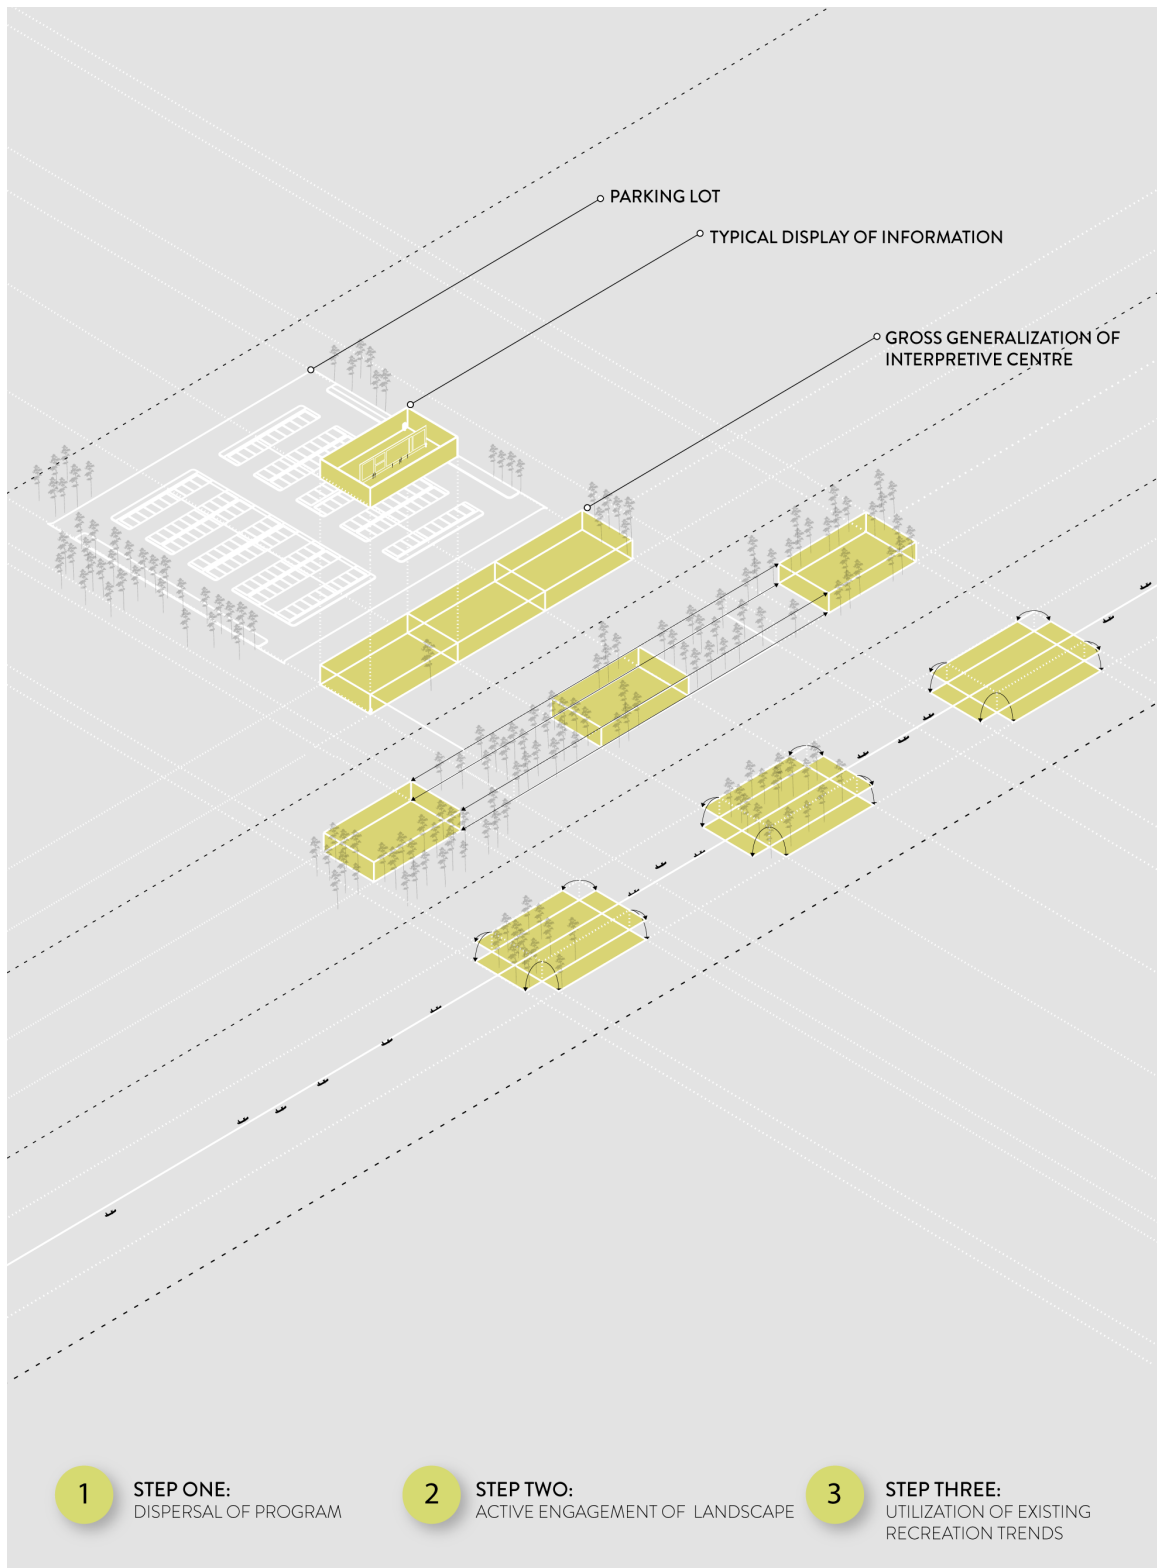 PARKING LOT
TYPICAL DISPLAY OF INFORMATION
GROSS GENERALIZATION OF
INTERPRETIVE CENTRE
1
STEP ONE:
DISPERSAL OF PROGRAM
2
STEP TWO:
ACTIVE ENGAGEMENT OF LANDSCAPE
3
STEP THREE:
UTILIZATION OF EXISTING
RECREATION TRENDS